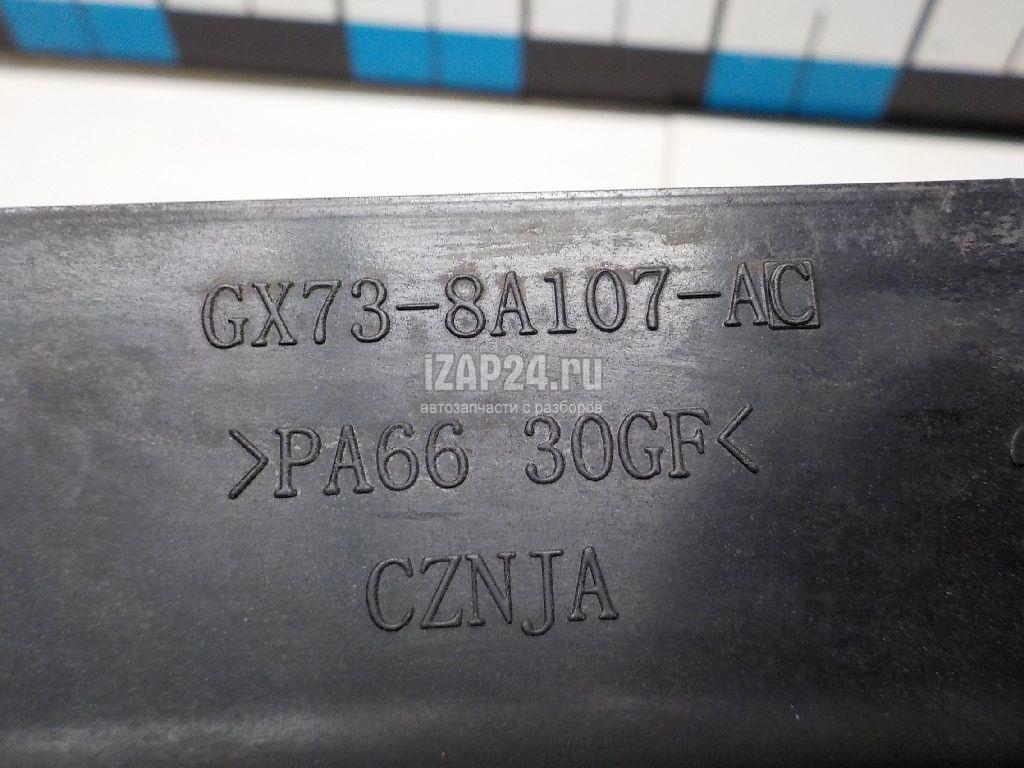 GX73-8A107-AC
iZAP24.ru
автозапчасти с разборов
>PA66 30GF<
CZNJA